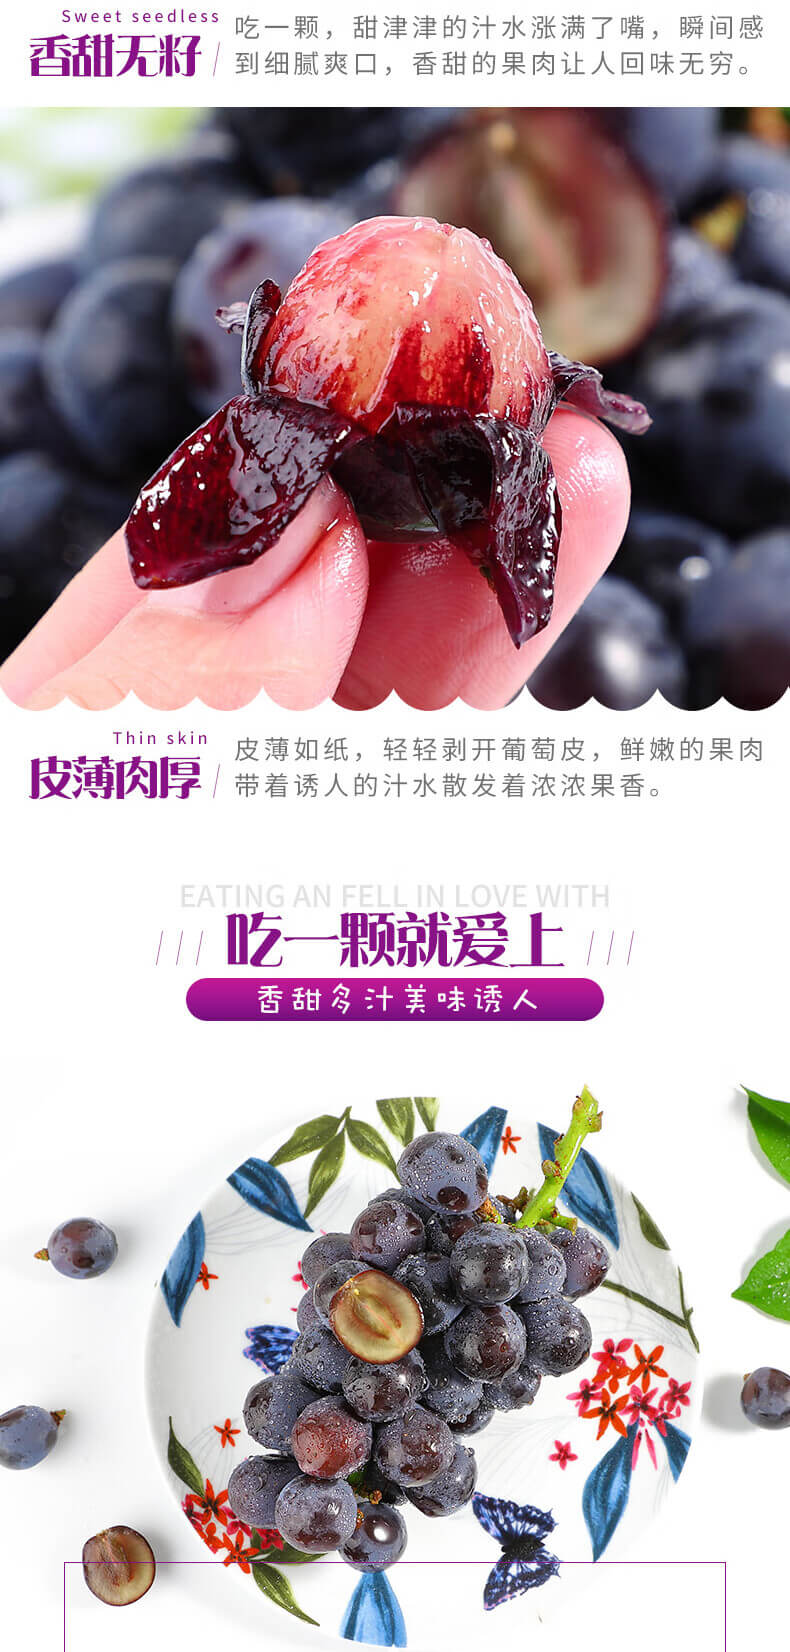 Sweet seedless
香甜无籽
吃一颗，甜津津的汁水涨满了嘴，瞬间感
到细腻爽口，香甜的果肉让人回味无穷。
Thin skin
皮薄肉厚
皮薄如纸，轻轻剥开葡萄皮，鲜嫩的果肉
带着诱人的汁水散发着浓浓果香。
EATING AN FELL IN LOVE WITH
吃一颗就爱上
香甜多汁美味诱人